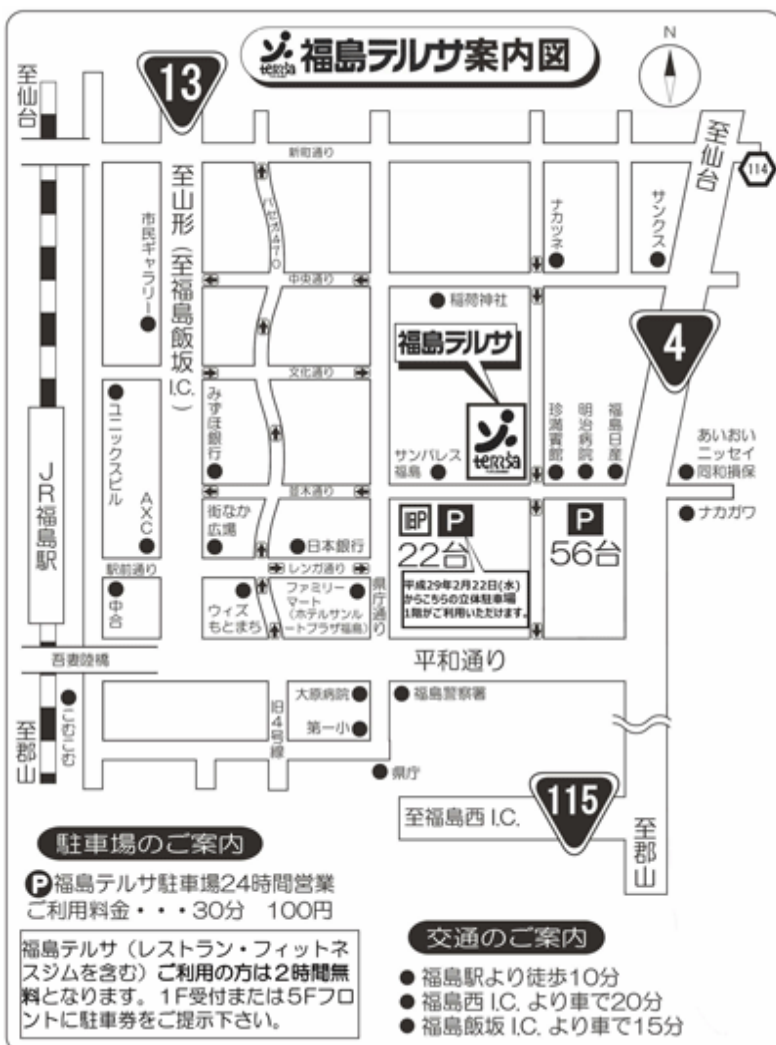 terrsa
福島テルサ案内図
N
至仙台
13
至仙台
114
新町通り
至山形(至福島飯坂I.C.)
パセオ470
市民ギャラリー
ナカツネ
サンクス
中央通り
稲荷神社
福島テルサ
4
文化通り
ユニックスビル
みずほ銀行
サンパレス
福島
terrsa
珍満賓館
明治病院
福島日産
あいおい
ニッセイ
同和損保
ナカガワ
JR福島駅
AXC
並木通り
街なか
広場
日本銀行
旧P
P
22台
P
56台
駅前通り
レンガ通り
平成29年2月22日(水)
からこちらの立体駐車場
1階がご利用いただけます。
中合
ウィズ
もとまち
ファミリー
マート
(ホテルサンル
ートプラザ福島)
県庁通り
吾妻陸橋
平和通り
こむこむ
大原病院
福島警察署
第一小
旧4号線
至郡山
県庁
至福島西I.C.
115
至郡山
駐車場のご案内
P福島テルサ駐車場24時間営業
ご利用料金・・・30分 100円
福島テルサ(レストラン・フィットネ
スジムを含む)ご利用の方は2時間無
料となります。1F受付または5Fフロ
ントに駐車券をご提示下さい。
交通のご案内
● 福島駅より徒歩10分
● 福島西I.C.より車で20分
● 福島飯坂I.C.より車で15分